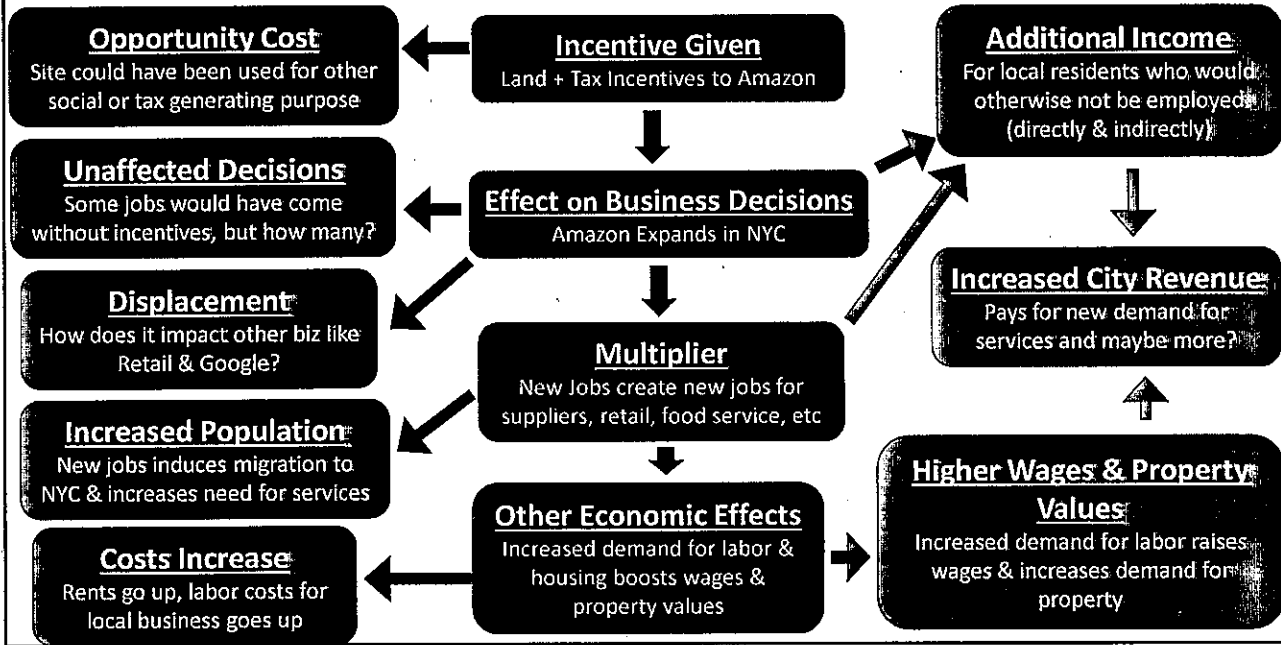 Opportunity Cost
Site could have been used for other
social or tax generating purpose
Incentive Given
Land + Tax Incentives to Amazon
Additional Income
For local residents who would
otherwise not be employed
(directly & indirectly)
Unaffected Decisions
Some jobs would have come
without incentives, but how many?
Effect on Business Decisions
Amazon Expands in NYC
Displacement
How does it impact other biz like
Retail & Google?
Increased City Revenue
Pays for new demand for
services and maybe more?
Multiplier
New Jobs create new jobs for
suppliers, retail, food service, etc
Increased Population
New jobs induces migration to
NYC & increases need for services
Higher Wages & Property
Values
Increased demand for labor raises
wages & increases demand for
property
Other Economic Effects
Increased demand for labor &
housing boosts wages &
property values
Costs Increase
Rents go up, labor costs for
local business goes up